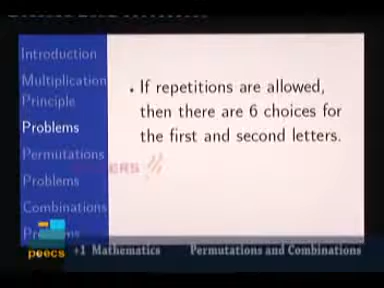 Introduction
Multiplication
Principle
Problems
Permutations
Problems
Combinations
• If repetitions are allowed,
then there are 6 choices for
the first and second letters.
peecs
+1 Mathematics
Permutations and Combinations